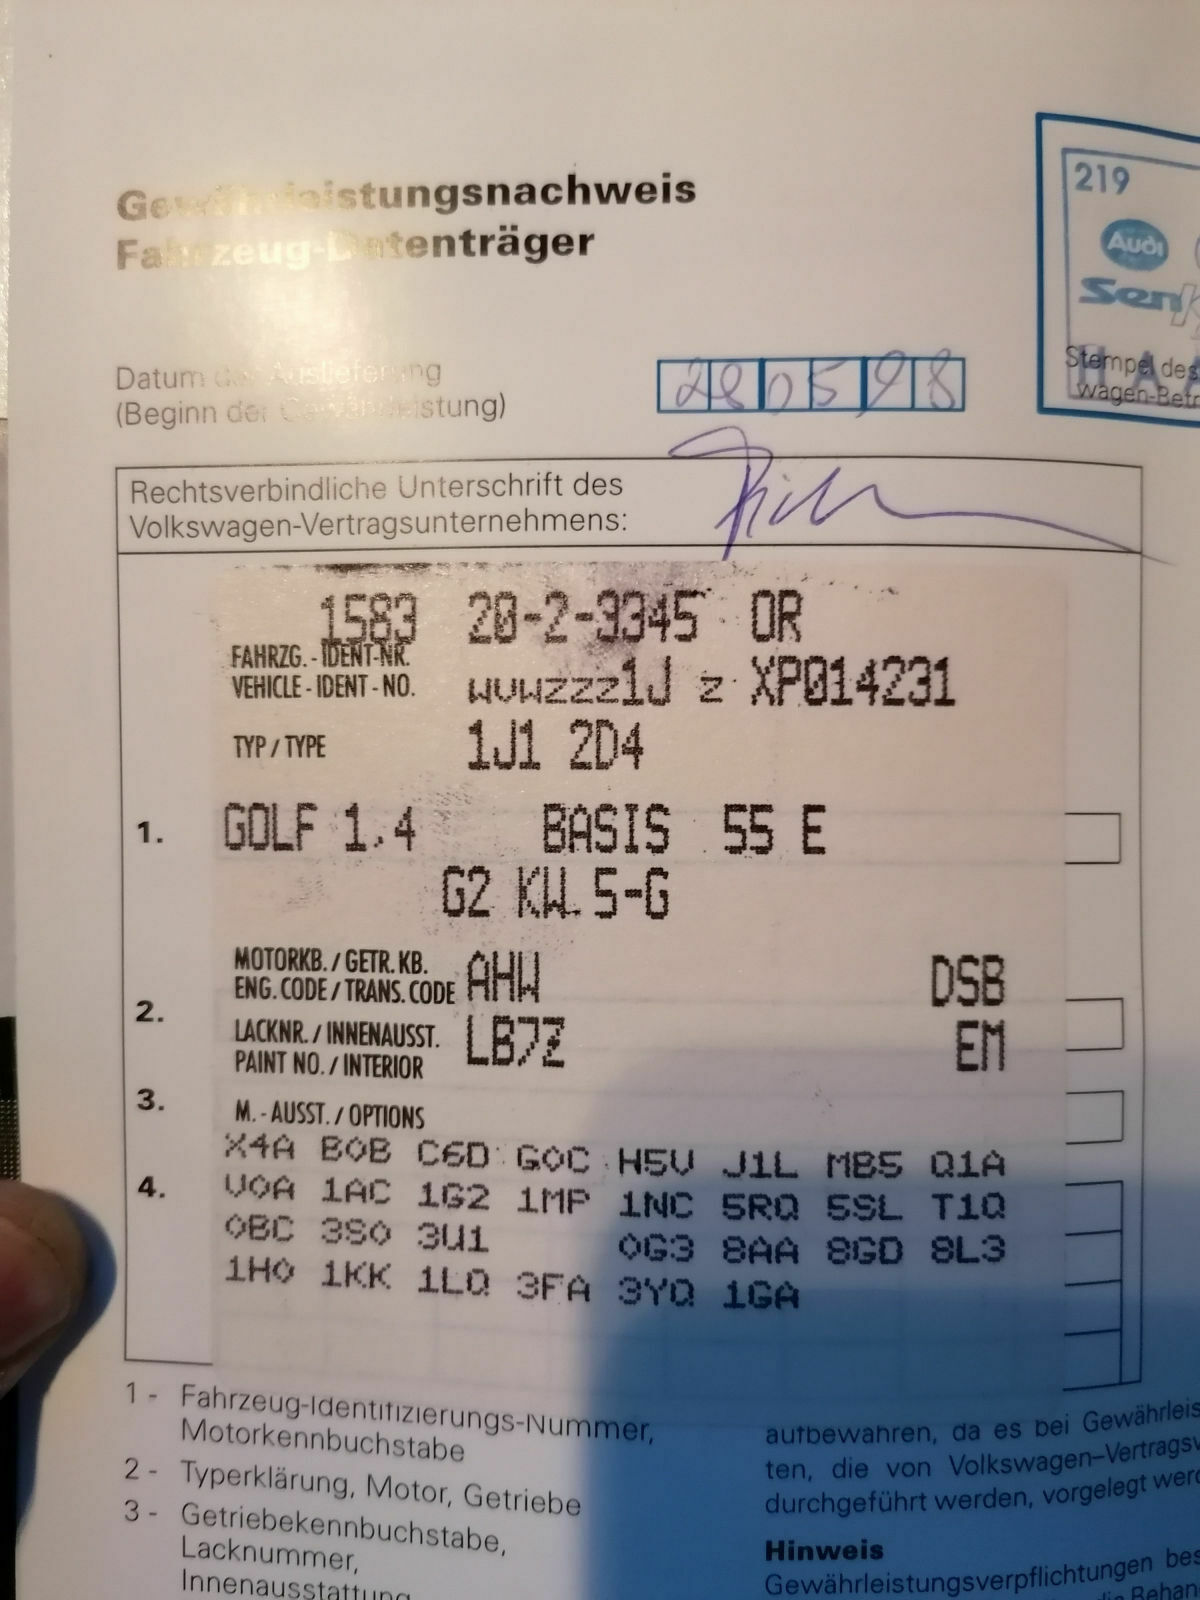 Gewährleistungsnachweis
Fahrzeug-Datenträger
219
Audi
Stempel des
wagen-Betr
Datum der Auslieferung
(Beginn der Gewährleistung)
28 05 98
Rechtsverbindliche Unterschrift des
Volkswagen-Vertragsunternehmens:
1583 20-2-3345 OR
FAHRZG.-IDENT-NR.
VEHICLE-IDENT-NO. WVWZZZ1J Z XP014231
TYP / TYPE 1J1 2D4
1. GOLF 1,4 BASIS 55 E
G2 KW. 5-G
MOTORKB. / GETR. KB.
ENG. CODE / TRANS. CODE AHW DSB
2.
LACKNR. / INNENAUSST.
PAINT NO. / INTERIOR LB7Z EM
3.
M.-AUSST. / OPTIONS
X4A B0B C6D G0C H5V J1L MB5 Q1A
4. V0A 1AC 1G2 1MP 1NC 5RQ 5SL T1Q
0BC 3S0 3U1 0G3 8AA 8GD 8L3
1H0 1KK 1LQ 3FA 3YQ 1GA
1 - Fahrzeug-Identifizierungs-Nummer,
Motorkennbuchstabe
2 - Typerklärung, Motor, Getriebe
3 - Getriebekennbuchstabe,
Lacknummer,
Innenausstattung
aufbewahren, da es bei Gewährleis
ten, die von Volkswagen-Vertrags
durchgeführt werden, vorgelegt werd
Hinweis
Gewährleistungsverpflichtungen bes